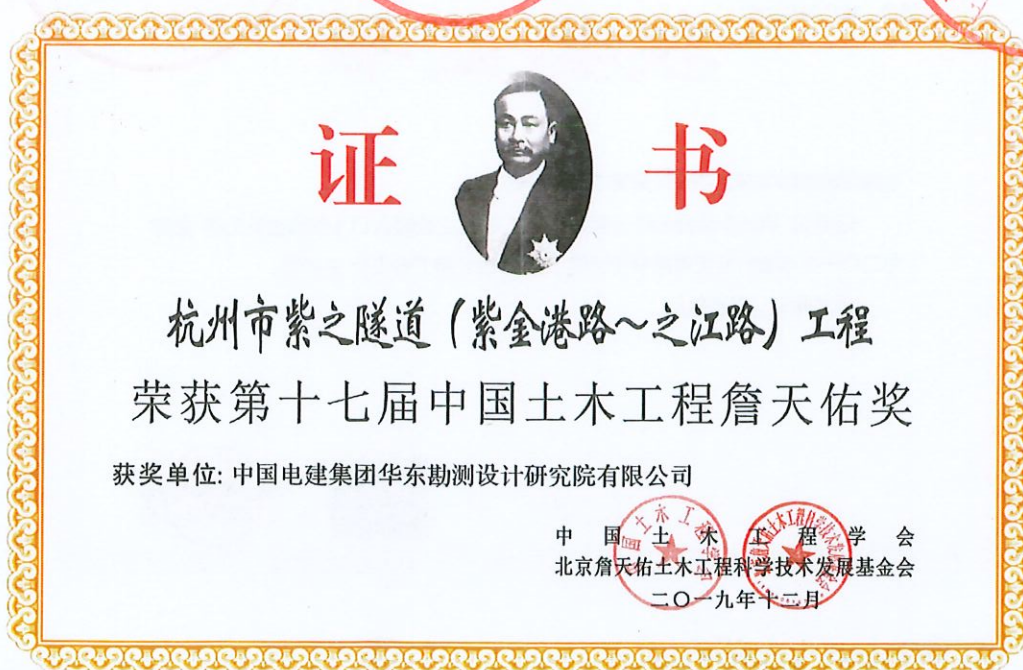 证书
杭州市紫之隧道（紫金港路～之江路）工程
荣获第十七届中国土木工程詹天佑奖
获奖单位: 中国电建集团华东勘测设计研究院有限公司
中国土木工程学会
北京詹天佑土木工程科学技术发展基金会
二〇一九年十二月